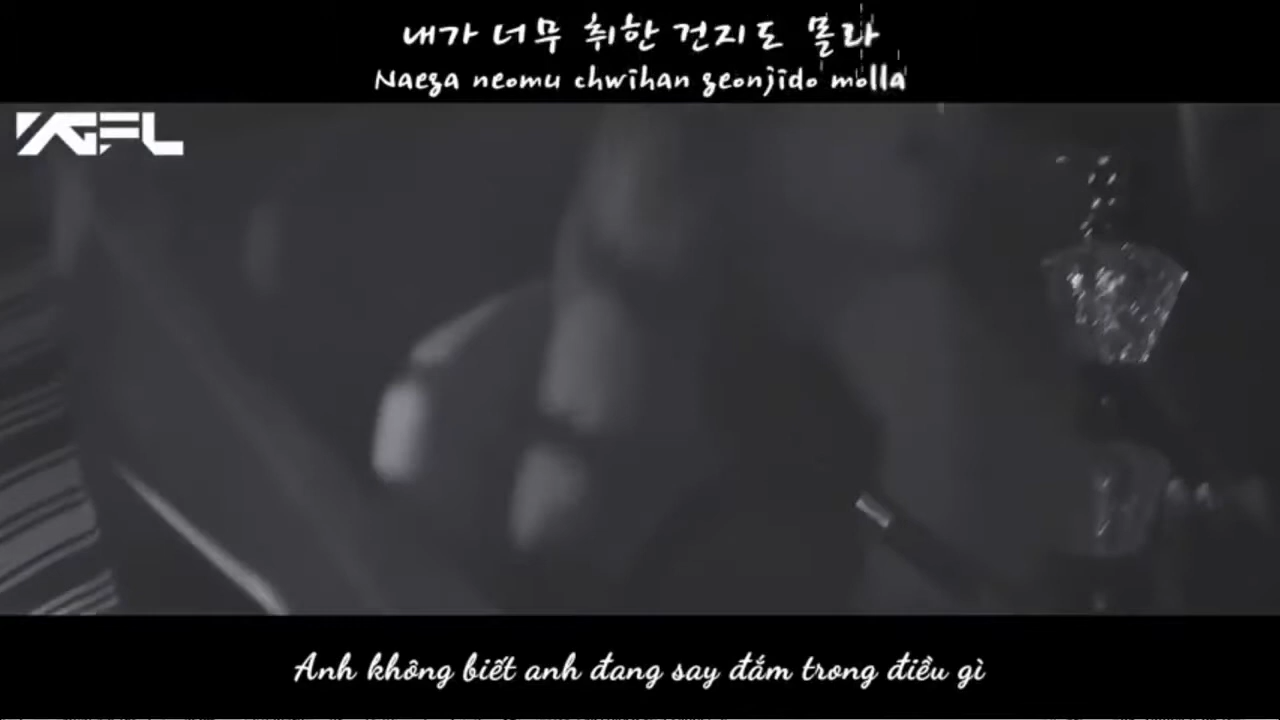 내가 너무 취한 건지도 몰라
Naega neomu chwihan geonjido molla
YGFL
Anh không biết anh đang say đắm trong điều gì